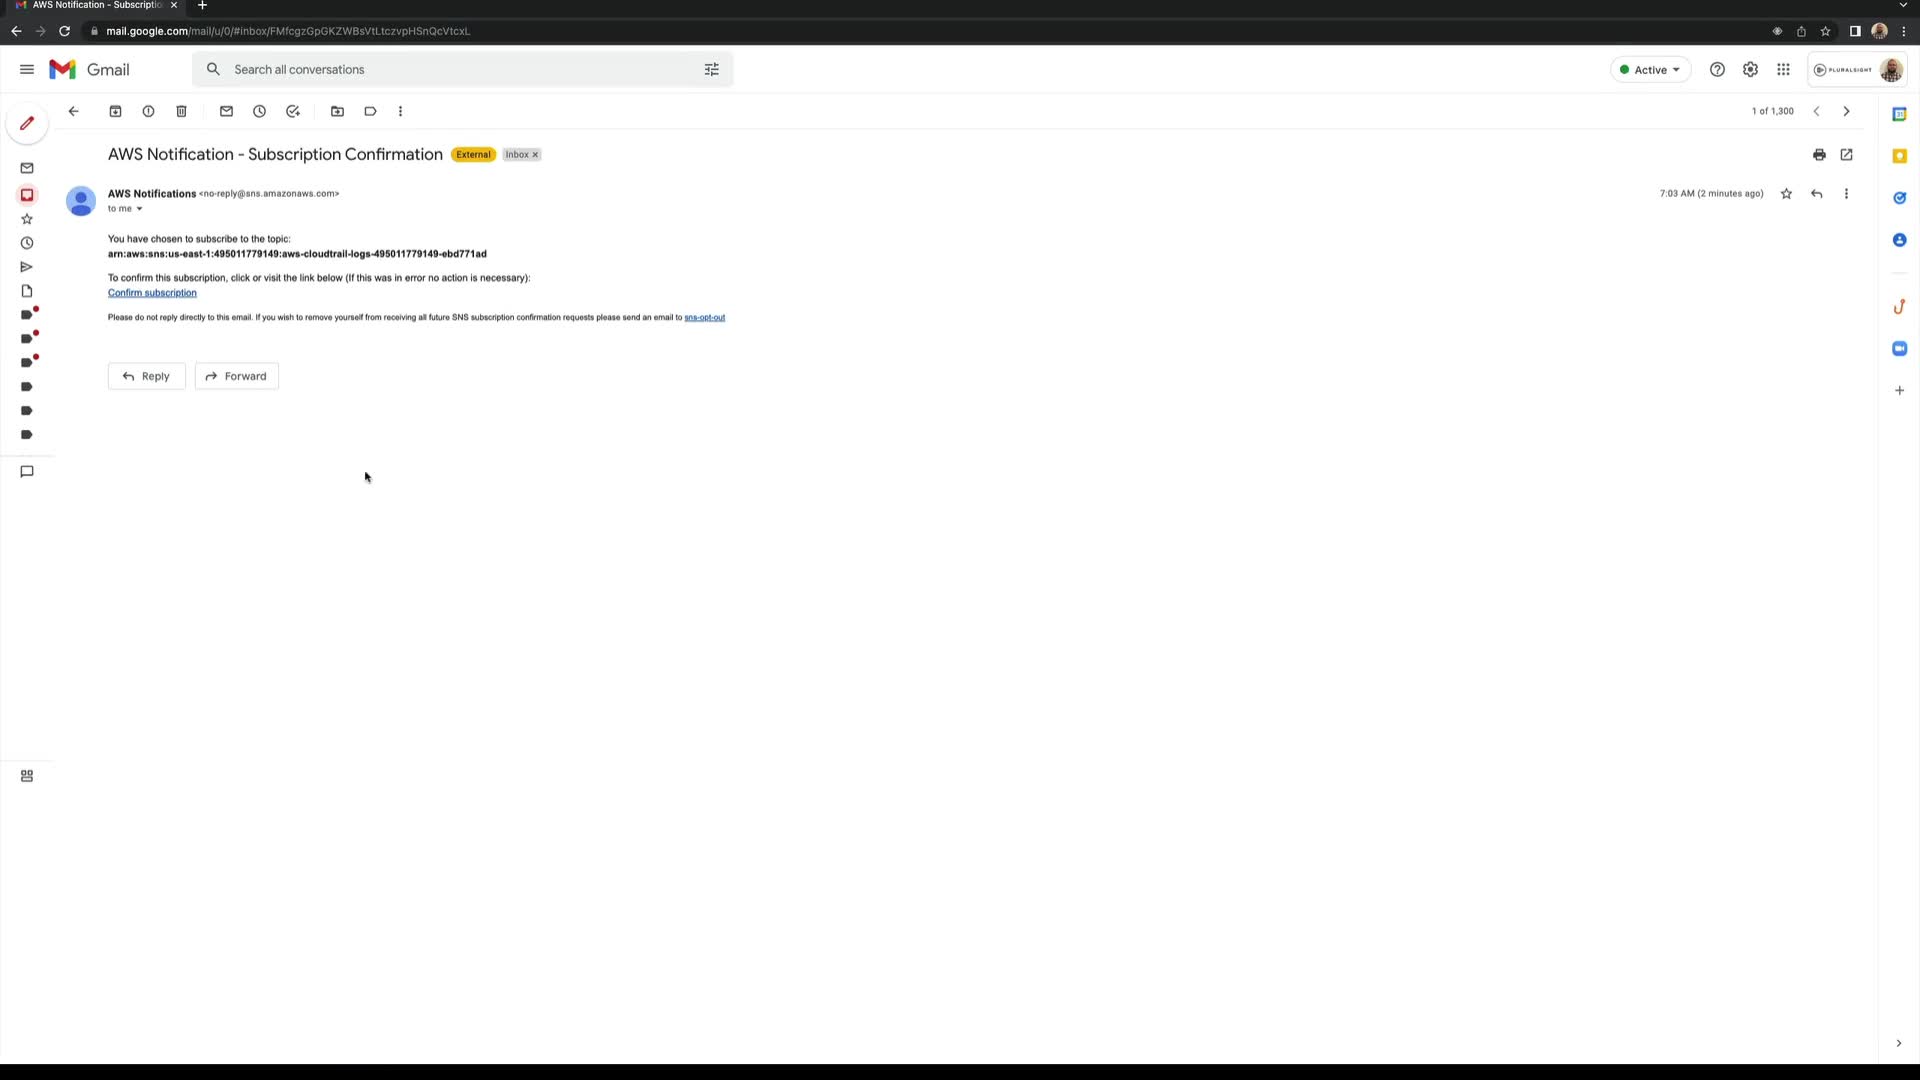 AWS Notification - Subscriptio
mail.google.com/mail/u/0/#inbox/FMfcgzGpGKZWBsVtLtczvpHSnQcVtcxL
Gmail
Search all conversations
Active
PLURALSIGHT
1 of 1,300
AWS Notification - Subscription Confirmation
External
Inbox
AWS Notifications <no-reply@sns.amazonaws.com>
7:03 AM (2 minutes ago)
to me
You have chosen to subscribe to the topic:
arn:aws:sns:us-east-1:495011779149:aws-cloudtrail-logs-495011779149-ebd771ad
To confirm this subscription, click or visit the link below (If this was in error no action is necessary):
Confirm subscription
Please do not reply directly to this email. If you wish to remove yourself from receiving all future SNS subscription confirmation requests please send an email to sns-opt-out
Reply
Forward
31